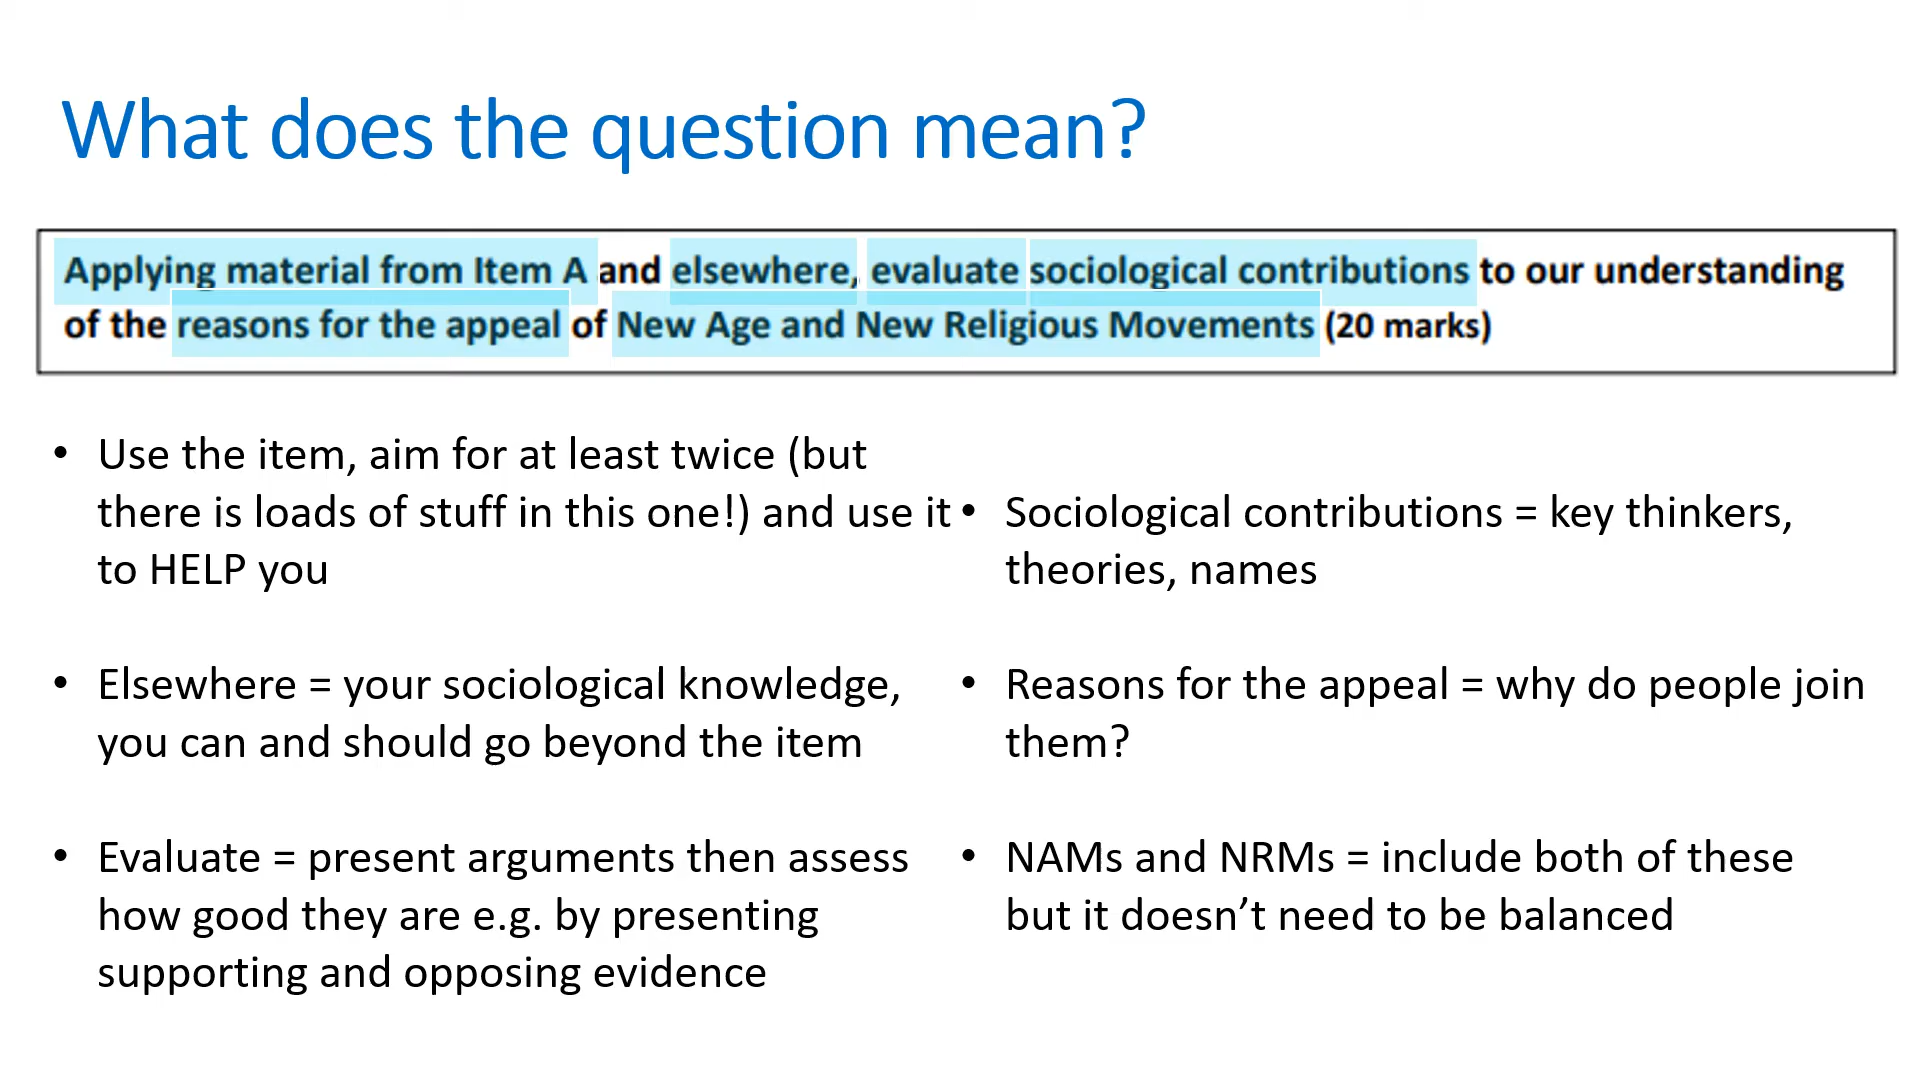 What does the question mean?
Applying material from Item A and elsewhere, evaluate sociological contributions to our understanding
of the reasons for the appeal of New Age and New Religious Movements (20 marks)
• Use the item, aim for at least twice (but
there is loads of stuff in this one!) and use it
to HELP you
• Elsewhere = your sociological knowledge,
you can and should go beyond the item
• Evaluate = present arguments then assess
how good they are e.g. by presenting
supporting and opposing evidence
• Sociological contributions = key thinkers,
theories, names
• Reasons for the appeal = why do people join
them?
• NAMs and NRMs = include both of these
but it doesn’t need to be balanced